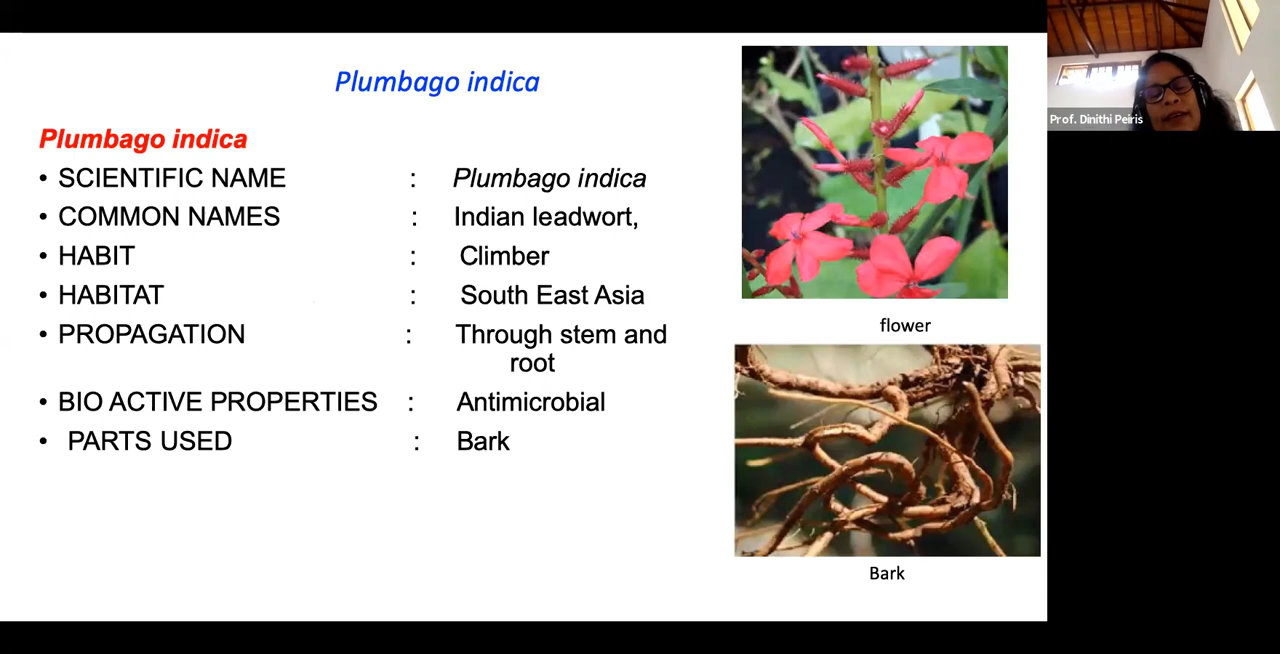 Plumbago indica
Plumbago indica
• SCIENTIFIC NAME : Plumbago indica
• COMMON NAMES : Indian leadwort,
• HABIT : Climber
• HABITAT : South East Asia
• PROPAGATION : Through stem and
root
• BIO ACTIVE PROPERTIES : Antimicrobial
• PARTS USED : Bark
flower
Bark
Prof. Dinithi Peiris